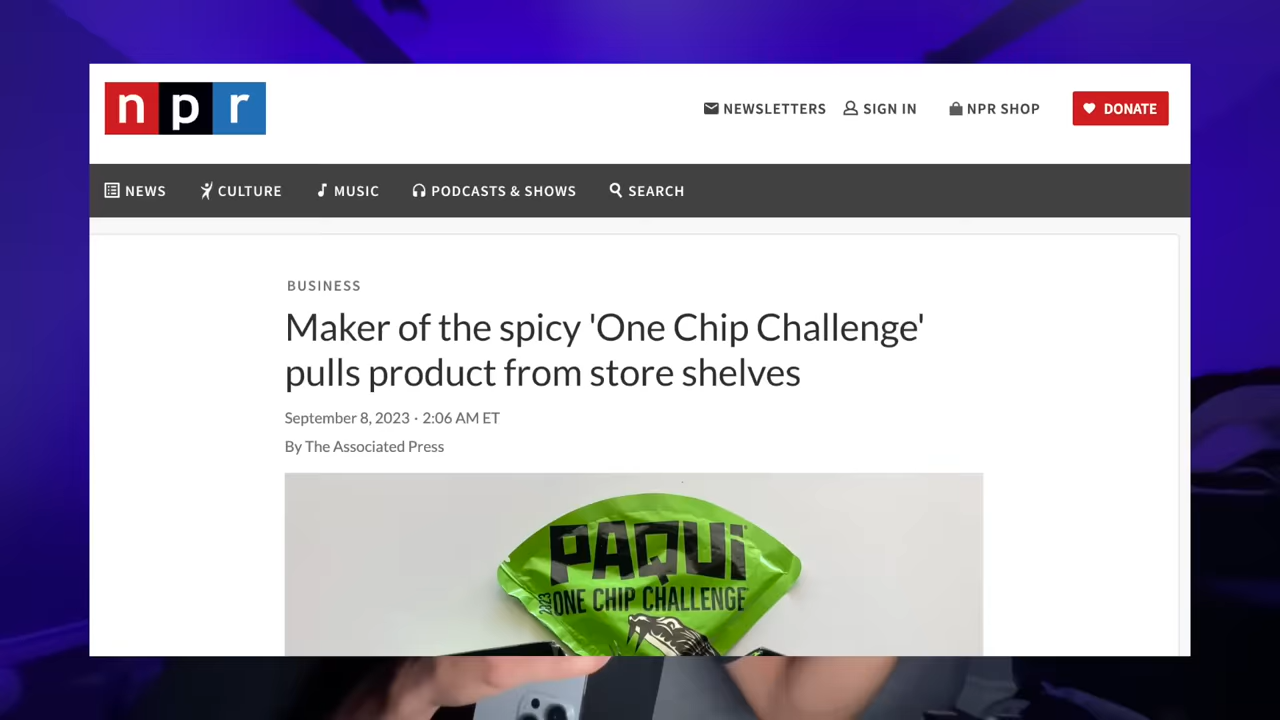 npr
NEWSLETTERS
SIGN IN
NPR SHOP
DONATE
NEWS
CULTURE
MUSIC
PODCASTS & SHOWS
SEARCH
BUSINESS
Maker of the spicy 'One Chip Challenge'
pulls product from store shelves
September 8, 2023 · 2:06 AM ET
By The Associated Press
PAQUI
2023
ONE CHIP CHALLENGE